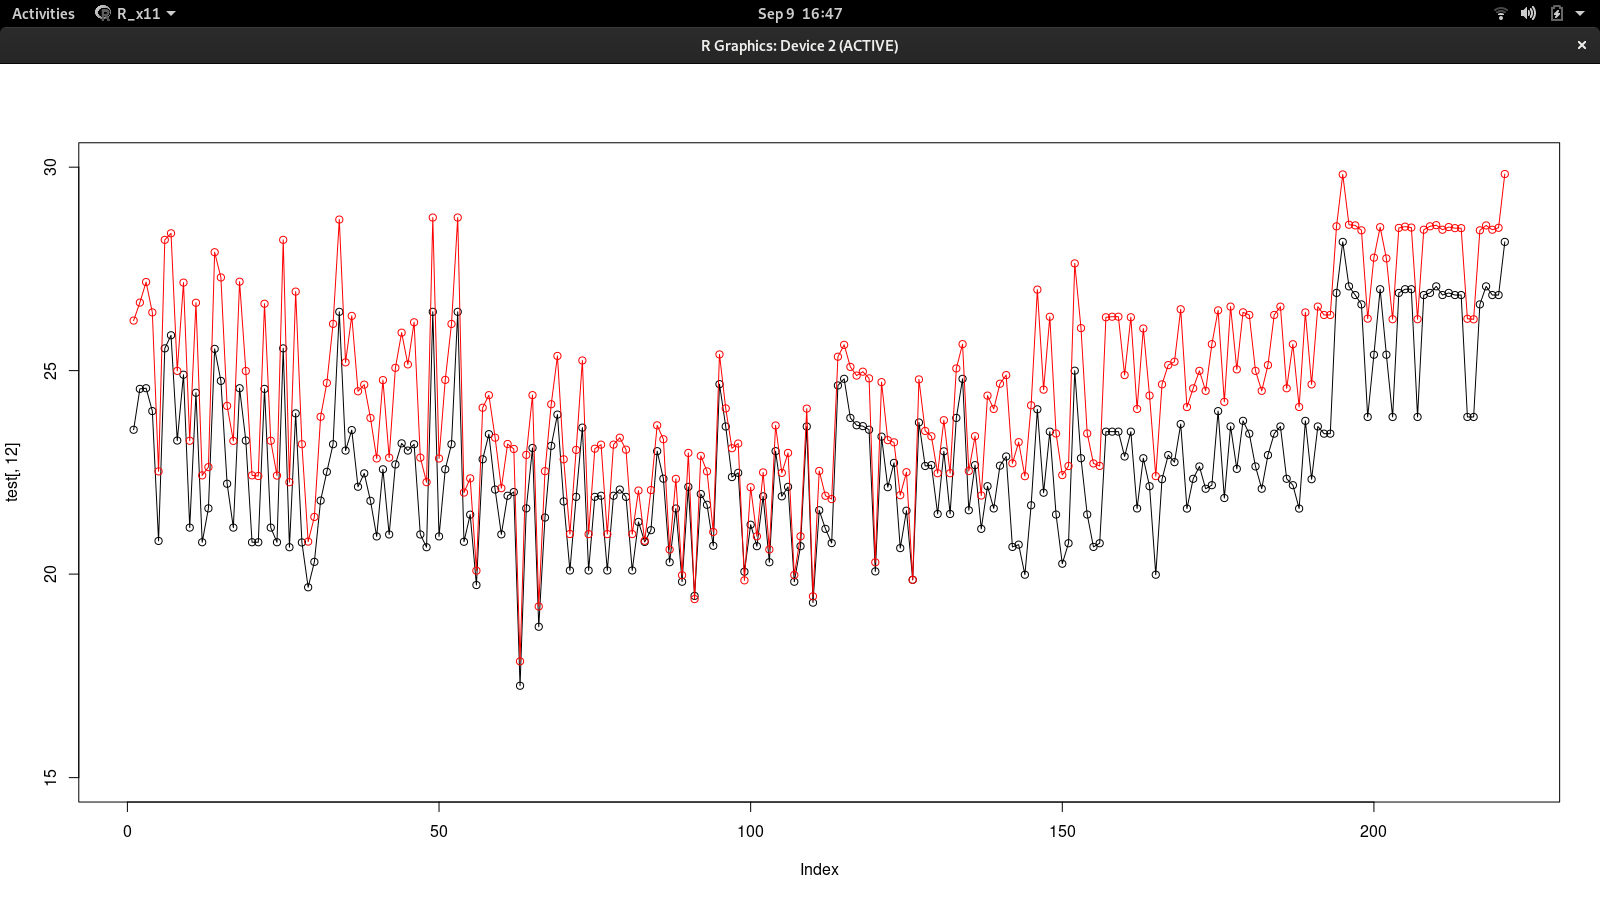 Activities R_x11 Sep 9 16:47
R Graphics: Device 2 (ACTIVE)
30
25
20
15
test[, 12]
0 50 100 150 200
Index